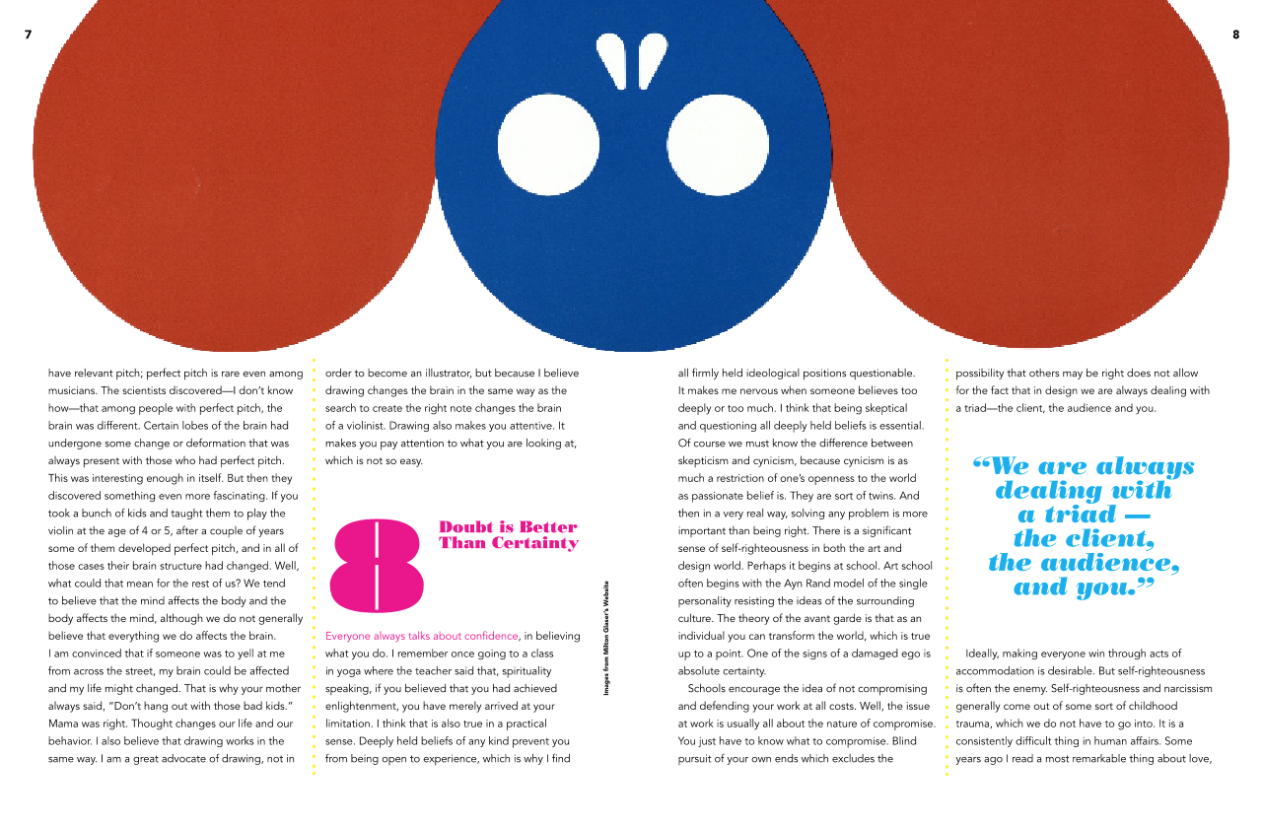 7
8
have relevant pitch; perfect pitch is rare even among
musicians. The scientists discovered—I don't know
how—that among people with perfect pitch, the
brain was different. Certain lobes of the brain had
undergone some change or deformation that was
always present with those who had perfect pitch.
This was interesting enough in itself. But then they
discovered something even more fascinating. If you
took a bunch of kids and taught them to play the
violin at the age of 4 or 5, after a couple of years
some of them developed perfect pitch, and in all of
those cases their brain structure had changed. Well,
what could that mean for the rest of us? We tend
to believe that the mind affects the body and the
body affects the mind, although we do not generally
believe that everything we do affects the brain.
I am convinced that if someone was to yell at me
from across the street, my brain could be affected
and my life might changed. That is why your mother
always said, “Don't hang out with those bad kids.”
Mama was right. Thought changes our life and our
behavior. I also believe that drawing works in the
same way. I am a great advocate of drawing, not in
order to become an illustrator, but because I believe
drawing changes the brain in the same way as the
search to create the right note changes the brain
of a violinist. Drawing also makes you attentive. It
makes you pay attention to what you are looking at,
which is not so easy.
8
Doubt is Better
Than Certainty
Everyone always talks about confidence, in believing
what you do. I remember once going to a class
in yoga where the teacher said that, spirituality
speaking, if you believed that you had achieved
enlightenment, you have merely arrived at your
limitation. I think that is also true in a practical
sense. Deeply held beliefs of any kind prevent you
from being open to experience, which is why I find
Images from Milton Glaser's Website
all firmly held ideological positions questionable.
It makes me nervous when someone believes too
deeply or too much. I think that being skeptical
and questioning all deeply held beliefs is essential.
Of course we must know the difference between
skepticism and cynicism, because cynicism is as
much a restriction of one's openness to the world
as passionate belief is. They are sort of twins. And
then in a very real way, solving any problem is more
important than being right. There is a significant
sense of self-righteousness in both the art and
design world. Perhaps it begins at school. Art school
often begins with the Ayn Rand model of the single
personality resisting the ideas of the surrounding
culture. The theory of the avant garde is that as an
individual you can transform the world, which is true
up to a point. One of the signs of a damaged ego is
absolute certainty.
Schools encourage the idea of not compromising
and defending your work at all costs. Well, the issue
at work is usually all about the nature of compromise.
You just have to know what to compromise. Blind
pursuit of your own ends which excludes the
possibility that others may be right does not allow
for the fact that in design we are always dealing with
a triad—the client, the audience and you.
“We are always
dealing with
a triad —
the client,
the audience,
and you.”
Ideally, making everyone win through acts of
accommodation is desirable. But self-righteousness
is often the enemy. Self-righteousness and narcissism
generally come out of some sort of childhood
trauma, which we do not have to go into. It is a
consistently difficult thing in human affairs. Some
years ago I read a most remarkable thing about love,